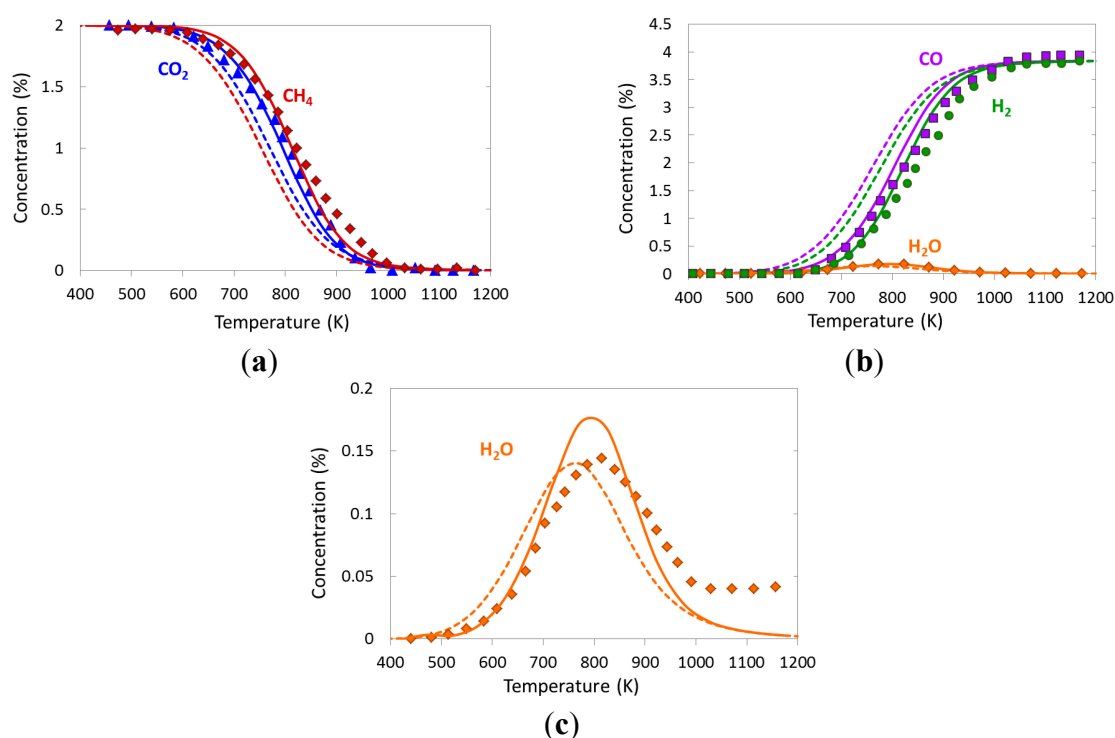 2
1.5
1
0.5
0
Concentration (%)
CO₂
CH₄
400 500 600 700 800 900 1000 1100 1200
Temperature (K)
(a)
4.5
4
3.5
3
2.5
2
1.5
1
0.5
0
Concentration (%)
CO
H₂
H₂O
400 500 600 700 800 900 1000 1100 1200
Temperature (K)
(b)
0.2
0.15
0.1
0.05
0
Concentration (%)
H₂O
400 500 600 700 800 900 1000 1100 1200
Temperature (K)
(c)